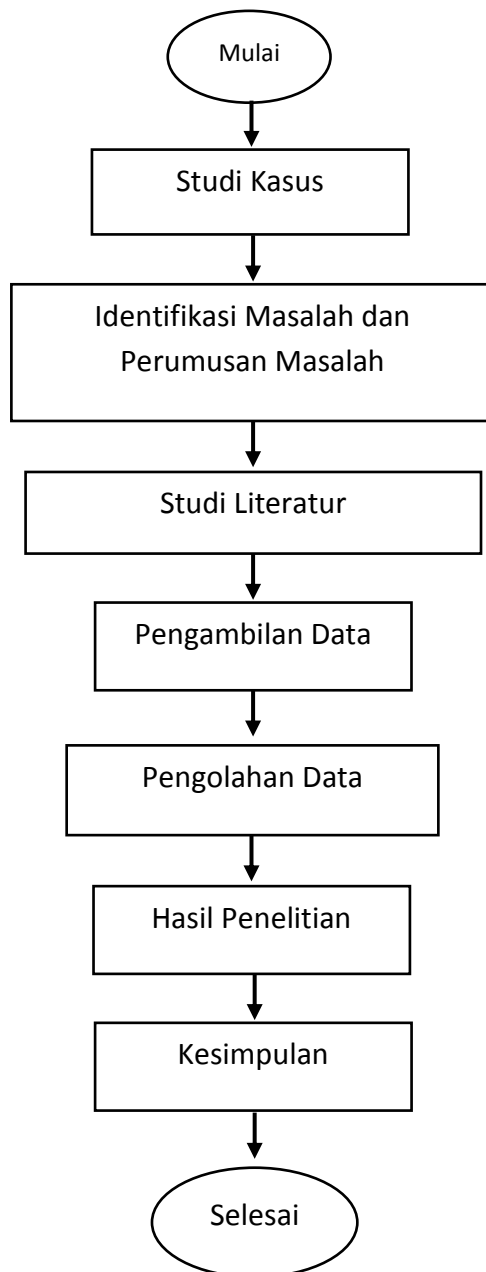 Mulai
Studi Kasus
Identifikasi Masalah dan
Perumusan Masalah
Studi Literatur
Pengambilan Data
Pengolahan Data
Hasil Penelitian
Kesimpulan
Selesai